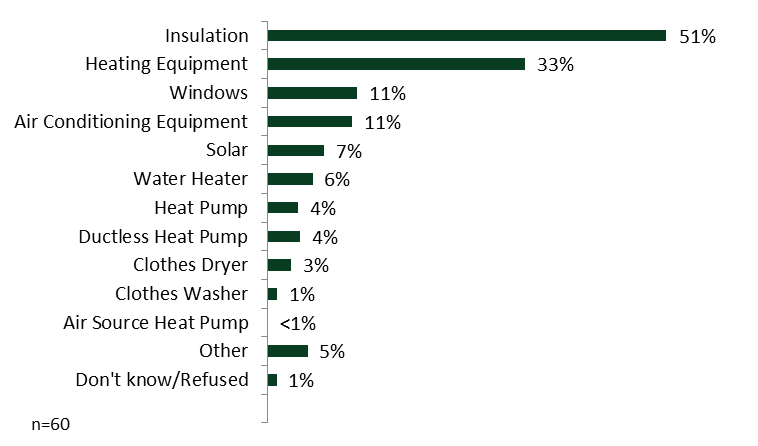 Insulation 51%
Heating Equipment 33%
Windows 11%
Air Conditioning Equipment 11%
Solar 7%
Water Heater 6%
Heat Pump 4%
Ductless Heat Pump 4%
Clothes Dryer 3%
Clothes Washer 1%
Air Source Heat Pump <1%
Other 5%
Don't know/Refused 1%
n=60